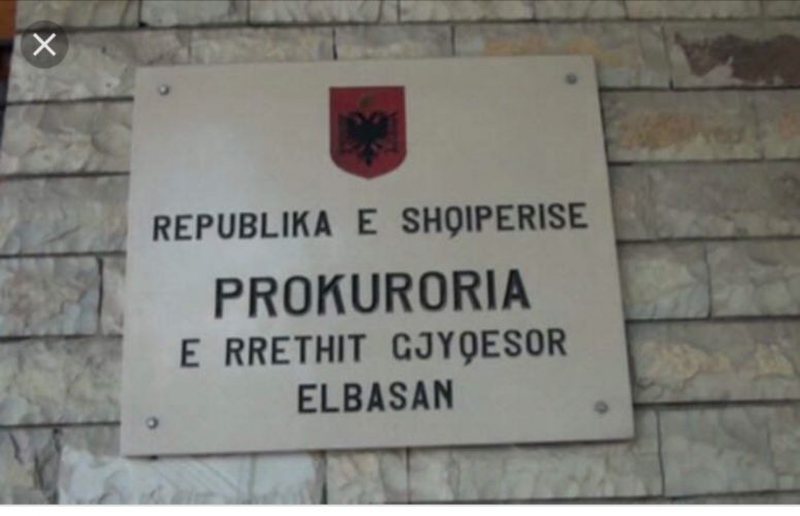 REPUBLIKA E SHQIPERISE
PROKURORIA
E RRETHIT GJYQESOR
ELBASAN